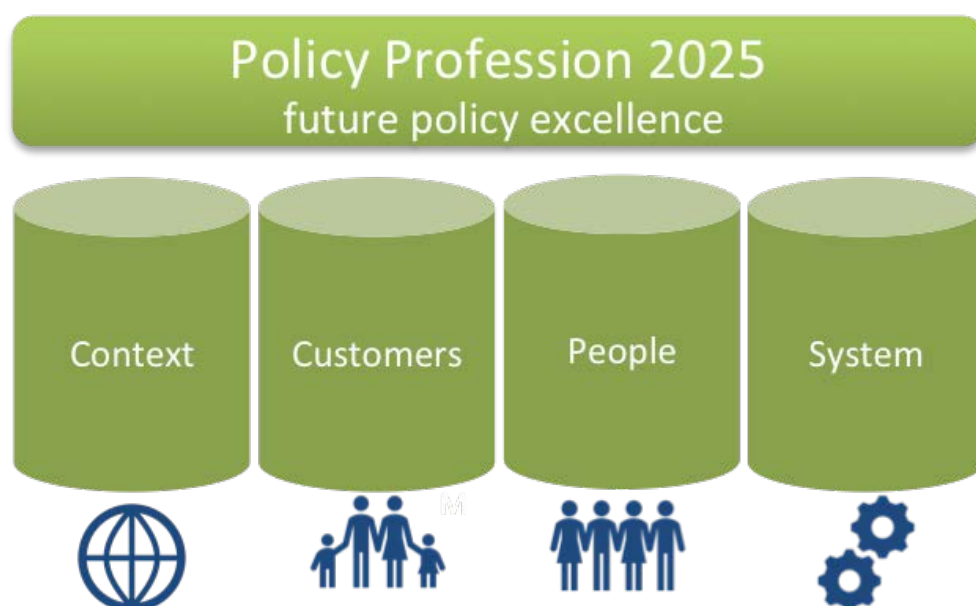 Policy Profession 2025
future policy excellence
Context
Customers
People
System
M